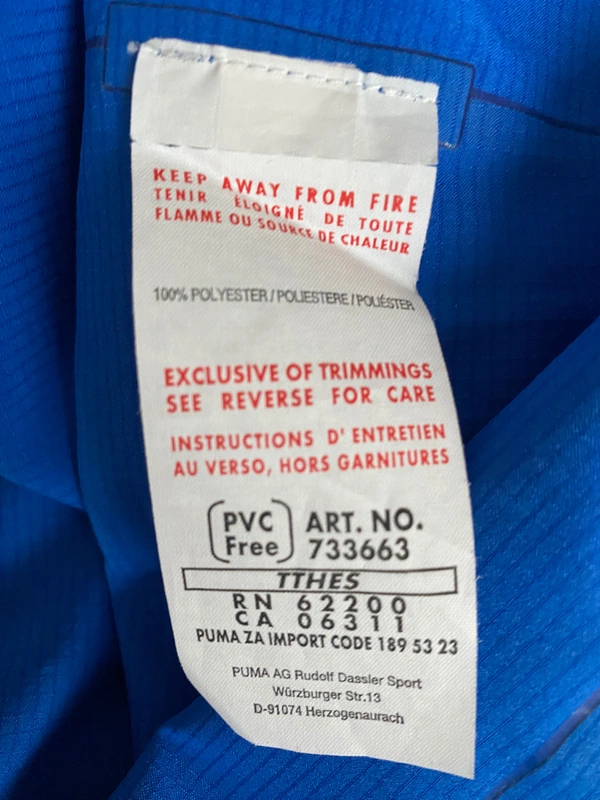 KEEP AWAY FROM FIRE
TENIR ÉLOIGNÉ DE TOUTE
FLAMME OU SOURCE DE CHALEUR
100% POLYESTER / POLIESTERE / POLIÉSTER
EXCLUSIVE OF TRIMMINGS
SEE REVERSE FOR CARE
INSTRUCTIONS D' ENTRETIEN
AU VERSO, HORS GARNITURES
PVC Free
ART. NO. 733663
TTHES
RN 62200
CA 06311
PUMA ZA IMPORT CODE 189 53 23
PUMA AG Rudolf Dassler Sport
Würzburger Str.13
D-91074 Herzogenaurach